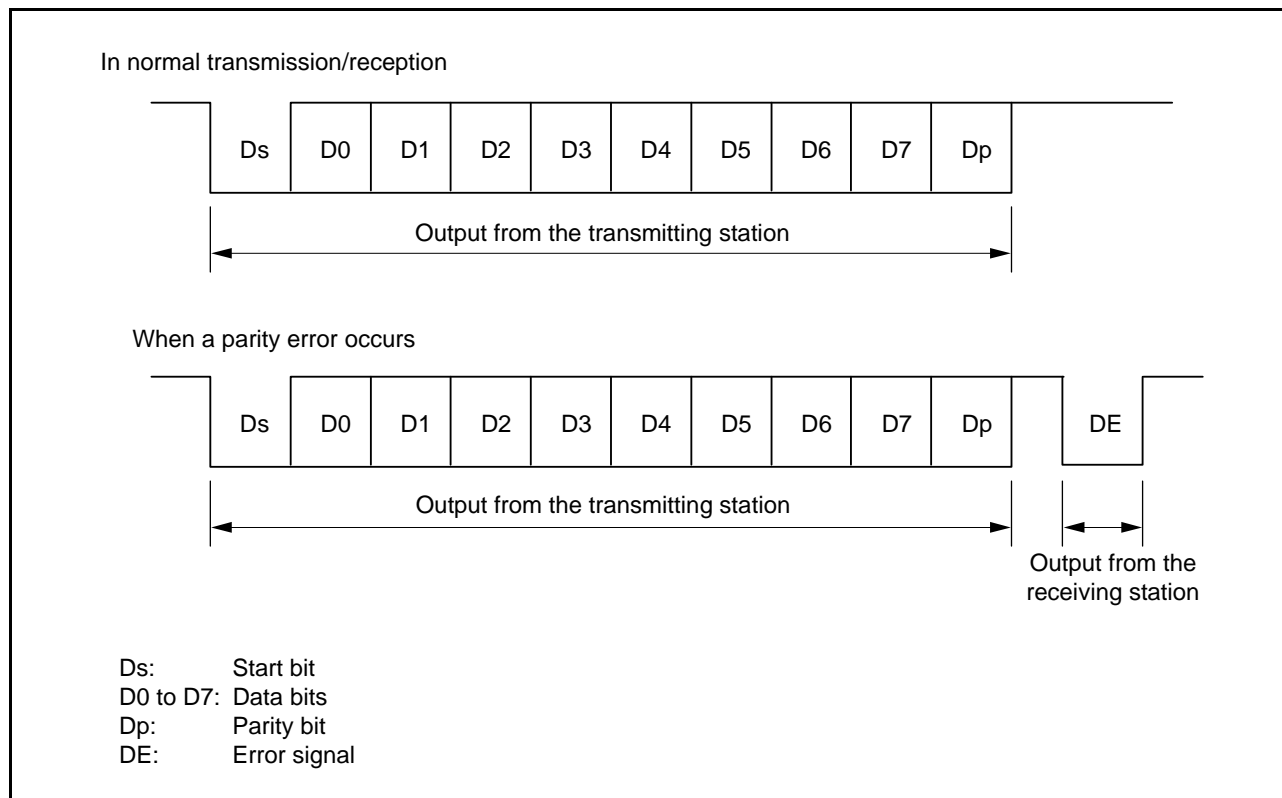 In normal transmission/reception
Ds D0 D1 D2 D3 D4 D5 D6 D7 Dp
Output from the transmitting station
When a parity error occurs
Ds D0 D1 D2 D3 D4 D5 D6 D7 Dp DE
Output from the transmitting station
Output from the
receiving station
Ds: Start bit
D0 to D7: Data bits
Dp: Parity bit
DE: Error signal